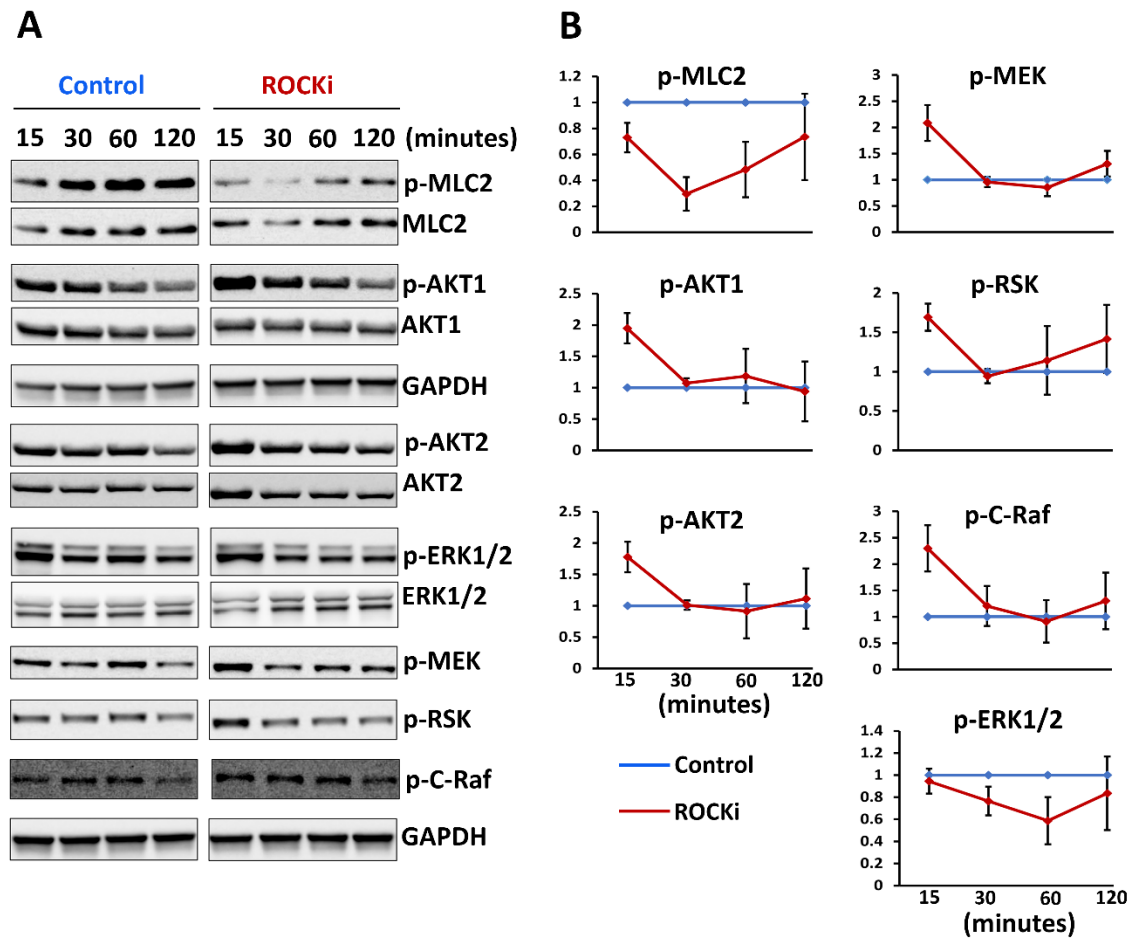 A
Control ROCKi
15 30 60 120 15 30 60 120 (minutes)
p-MLC2
MLC2
p-AKT1
AKT1
GAPDH
p-AKT2
AKT2
p-ERK1/2
ERK1/2
p-MEK
p-RSK
p-C-Raf
GAPDH
B
p-MLC2
1.2
1
0.8
0.6
0.4
0.2
0
p-MEK
3
2.5
2
1.5
1
0.5
0
p-AKT1
2.5
2
1.5
1
0.5
0
p-RSK
2
1.5
1
0.5
0
p-AKT2
2.5
2
1.5
1
0.5
0
15 30 60 120
(minutes)
p-C-Raf
3
2.5
2
1.5
1
0.5
0
Control
ROCKi
p-ERK1/2
1.4
1.2
1
0.8
0.6
0.4
0.2
0
15 30 60 120
(minutes)